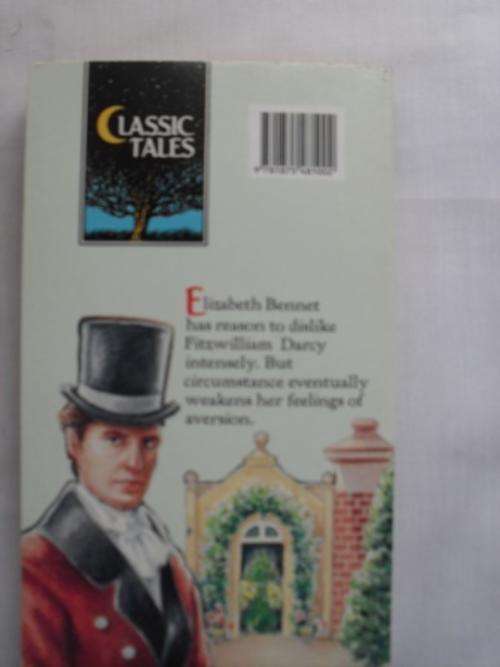 CLASSIC
TALES
Elizabeth Bennet
has reason to dislike
Fitzwilliam Darcy
intensely. But
circumstance eventually
weakens her feelings of
aversion.